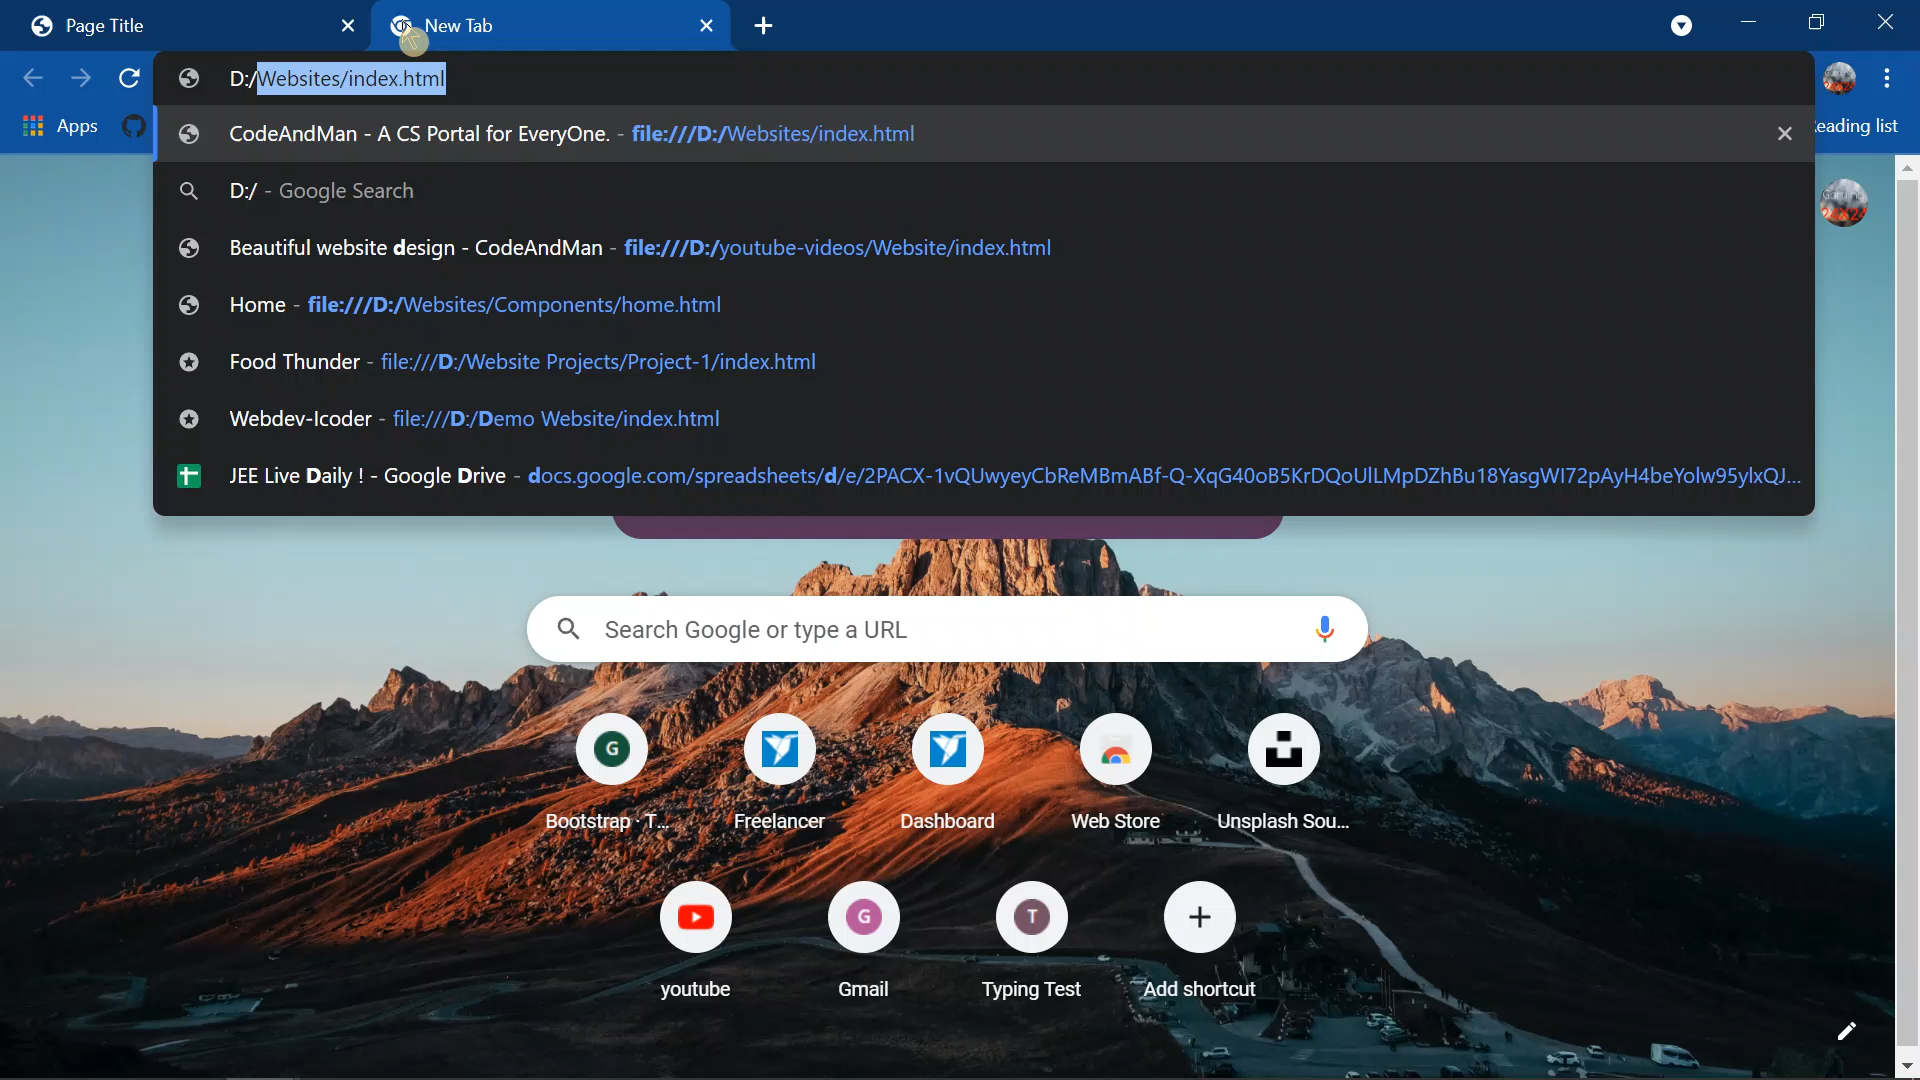 Page Title
New Tab
D:/Websites/index.html
Apps
eading list
CodeAndMan - A CS Portal for EveryOne. - file:///D:/Websites/index.html
D:/ - Google Search
Beautiful website design - CodeAndMan - file:///D:/youtube-videos/Website/index.html
Home - file:///D:/Websites/Components/home.html
Food Thunder - file:///D:/Website Projects/Project-1/index.html
Webdev-Icoder - file:///D:/Demo Website/index.html
JEE Live Daily ! - Google Drive - docs.google.com/spreadsheets/d/e/2PACX-1vQUwyeyCbReMBmABf-Q-XqG40oB5KrDQoUlLMpDZhBu18YasgWI72pAyH4beYolw95ylxQJ...
Search Google or type a URL
G
Bootstrap · T...
Freelancer
Dashboard
Web Store
Unsplash Sou...
G
T
youtube
Gmail
Typing Test
Add shortcut